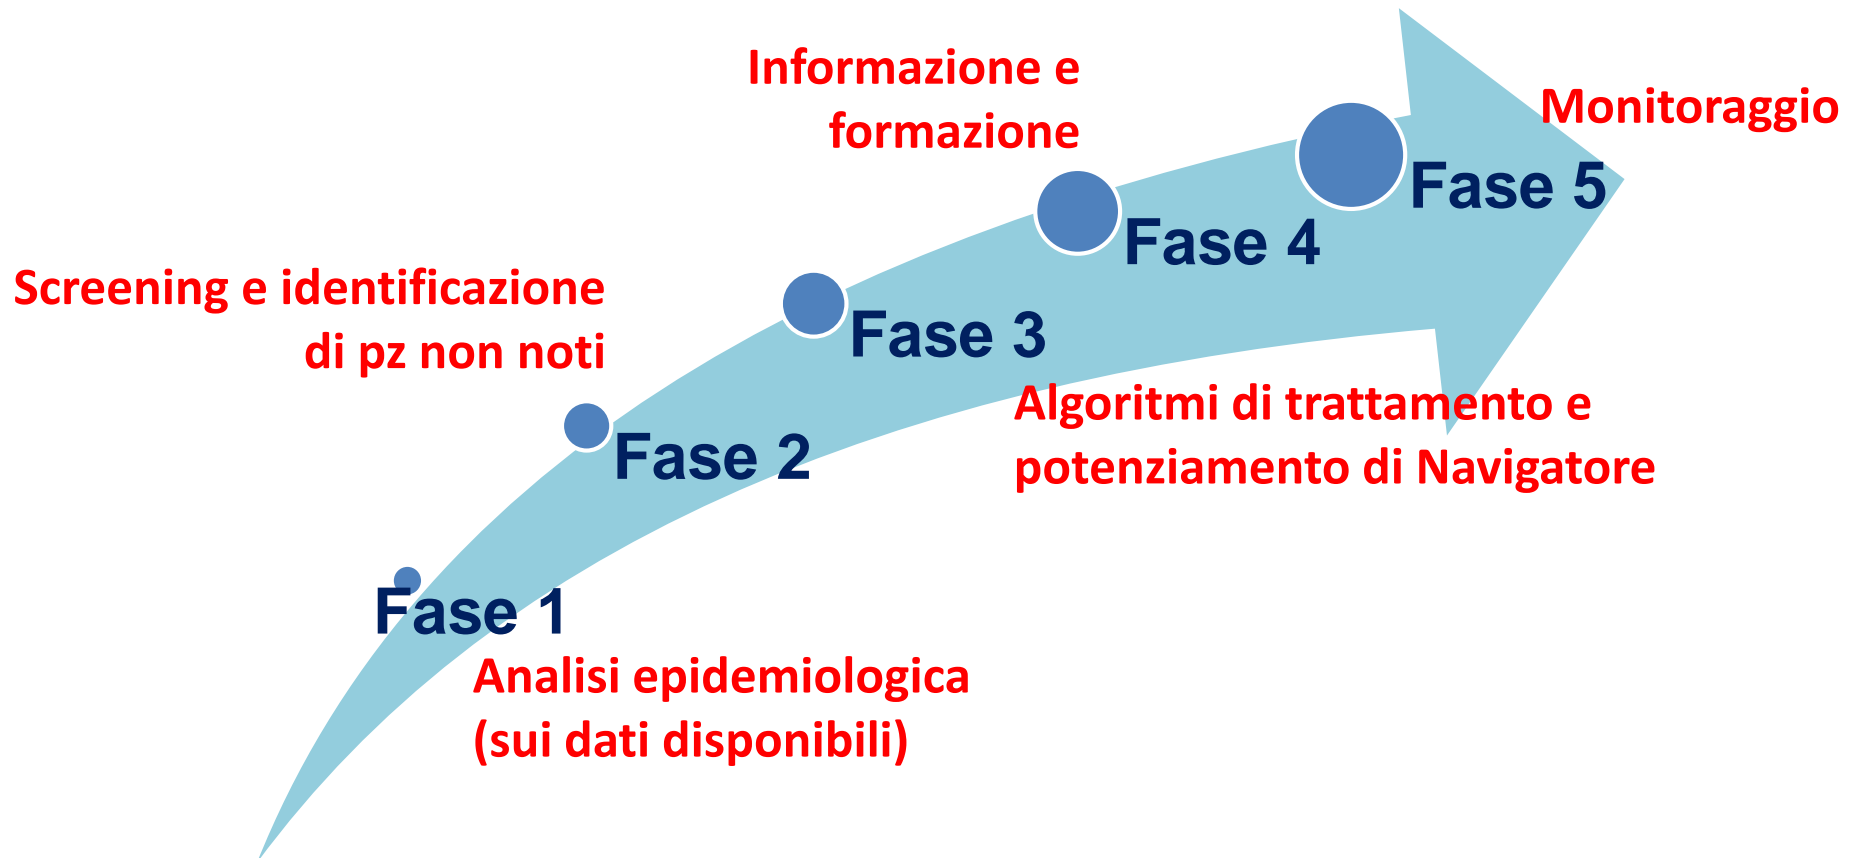 Fase 1
Analisi epidemiologica
(sui dati disponibili)
Screening e identificazione
di pz non noti
Fase 2
Fase 3
Algoritmi di trattamento e
potenziamento di Navigatore
Informazione e
formazione
Fase 4
Monitoraggio
Fase 5